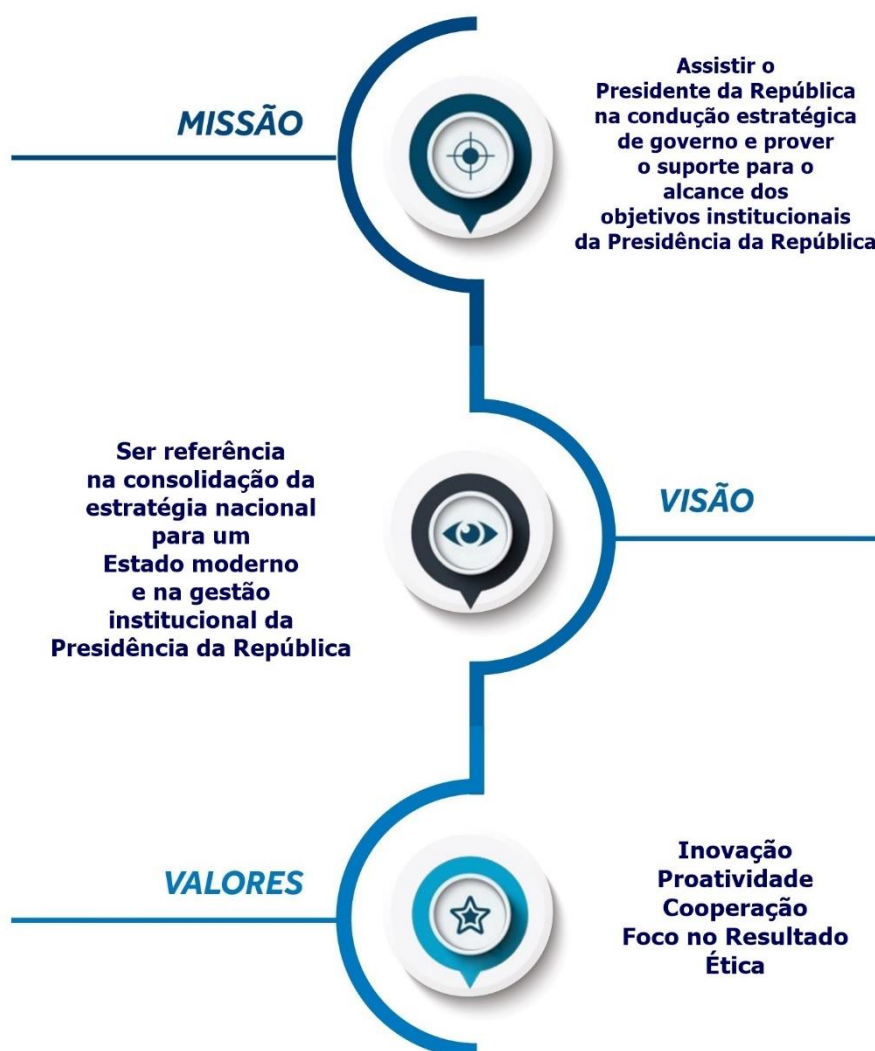 MISSÃO
Assistir o
Presidente da República
na condução estratégica
de governo e prover
o suporte para o
alcance dos
objetivos institucionais
da Presidência da República
VISÃO
Ser referência
na consolidação da
estratégia nacional
para um
Estado moderno
e na gestão
institucional da
Presidência da República
VALORES
Inovação
Proatividade
Cooperação
Foco no Resultado
Ética